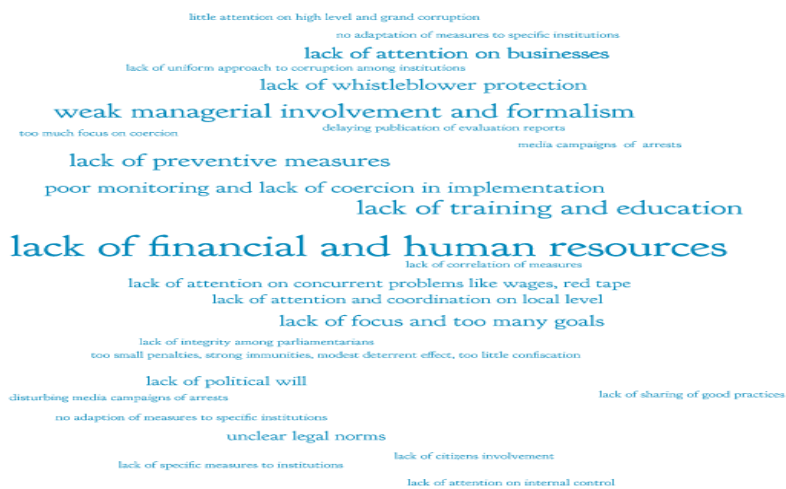 little attention on high level and grand corruption
no adaptation of measures to specific institutions
lack of attention on businesses
lack of uniform approach to corruption among institutions
lack of whistleblower protection
weak managerial involvement and formalism
delaying publication of evaluation reports
too much focus on coercion
media campaigns of arrests
lack of preventive measures
poor monitoring and lack of coercion in implementation
lack of training and education
lack of financial and human resources
lack of correlation of measures
lack of attention on concurrent problems like wages, red tape
lack of attention and coordination on local level
lack of focus and too many goals
lack of integrity among parliamentarians
too small penalties, strong immunities, modest deterrent effect, too little confiscation
lack of political will
lack of sharing of good practices
disturbing media campaigns of arrests
no adaption of measures to specific institutions
unclear legal norms
lack of citizens involvement
lack of specific measures to institutions
lack of attention on internal control